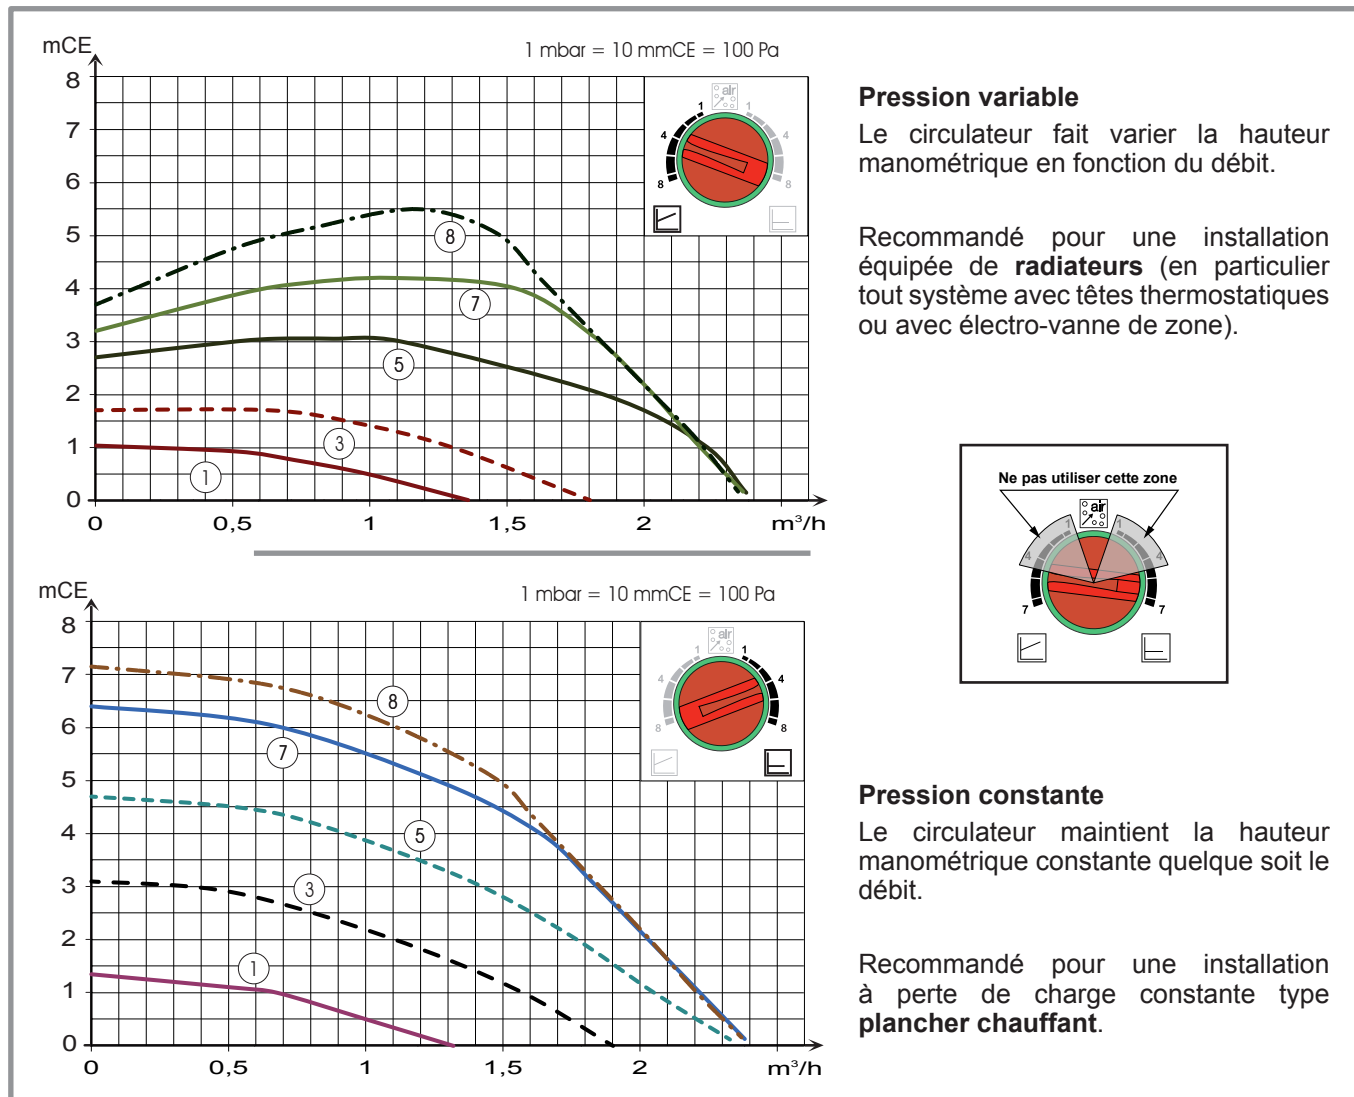 mCE
1 mbar = 10 mmCE = 100 Pa
8
7
6
5
4
3
2
1
0
0
0,5
1
1,5
2
m³/h
8
7
5
3
1
air
1
1
4
4
8
8
Pression variable
Le circulateur fait varier la hauteur
manométrique en fonction du débit.
Recommandé pour une installation
équipée de radiateurs (en particulier
tout système avec têtes thermostatiques
ou avec électro-vanne de zone).
Ne pas utiliser cette zone
air
1
1
4
4
7
7
mCE
1 mbar = 10 mmCE = 100 Pa
8
7
6
5
4
3
2
1
0
0
0,5
1
1,5
2
m³/h
8
7
5
3
1
air
1
1
4
4
8
8
Pression constante
Le circulateur maintient la hauteur
manométrique constante quelque soit le
débit.
Recommandé pour une installation
à perte de charge constante type
plancher chauffant.